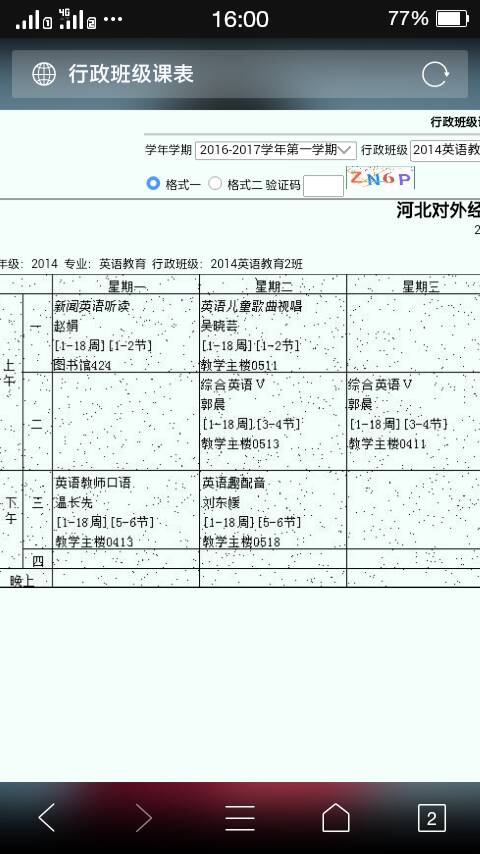 16:00
77%
行政班级课表
行政班级
学年学期 2016-2017学年第一学期 行政班级 2014英语教
格式一 格式二 验证码 ZN6P
河北对外经
2
年级：2014 专业：英语教育 行政班级：2014英语教育2班
星期一 星期二 星期三
上午
一
新闻英语听读
赵娟
[1-18周][1-2节]
图书馆424
英语儿童歌曲视唱
吴晓芸
[1-18周][1-2节]
教学主楼0511
二
综合英语Ⅴ
郭晨
[1-18周][3-4节]
教学主楼0513
综合英语Ⅴ
郭晨
[1-18周][3-4节]
教学主楼0411
下午
三
英语教师口语
温长先
[1-18周][5-6节]
教学主楼0413
英语趣配音
刘东媛
[1-18周][5-6节]
教学主楼0518
四
晚上
2